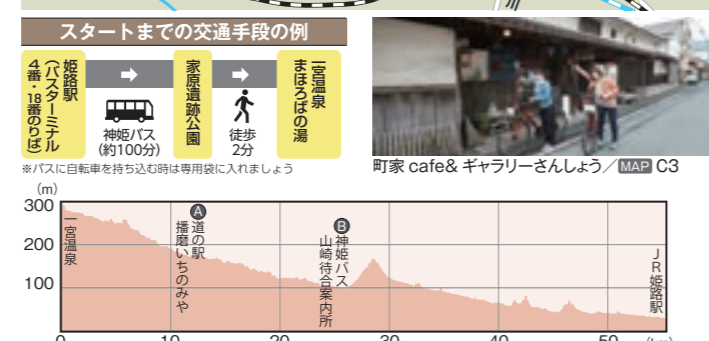 スタートまでの交通手段の例
姫路駅
(バスターミナル
4番・18番のりば)
神姫バス
(約100分)
家原遺跡公園
徒歩
2分
一宮温泉
まほろばの湯
※バスに自転車を持ち込む時は専用袋に入れましょう
町家 cafe& ギャラリーさんしょう／MAP C3
(m)
300
200
100
一宮温泉
A
道の駅
播磨いちのみや
B
神姫バス
山崎待合案内所
JR姫路駅
0 10 20 30 40 50 (km)